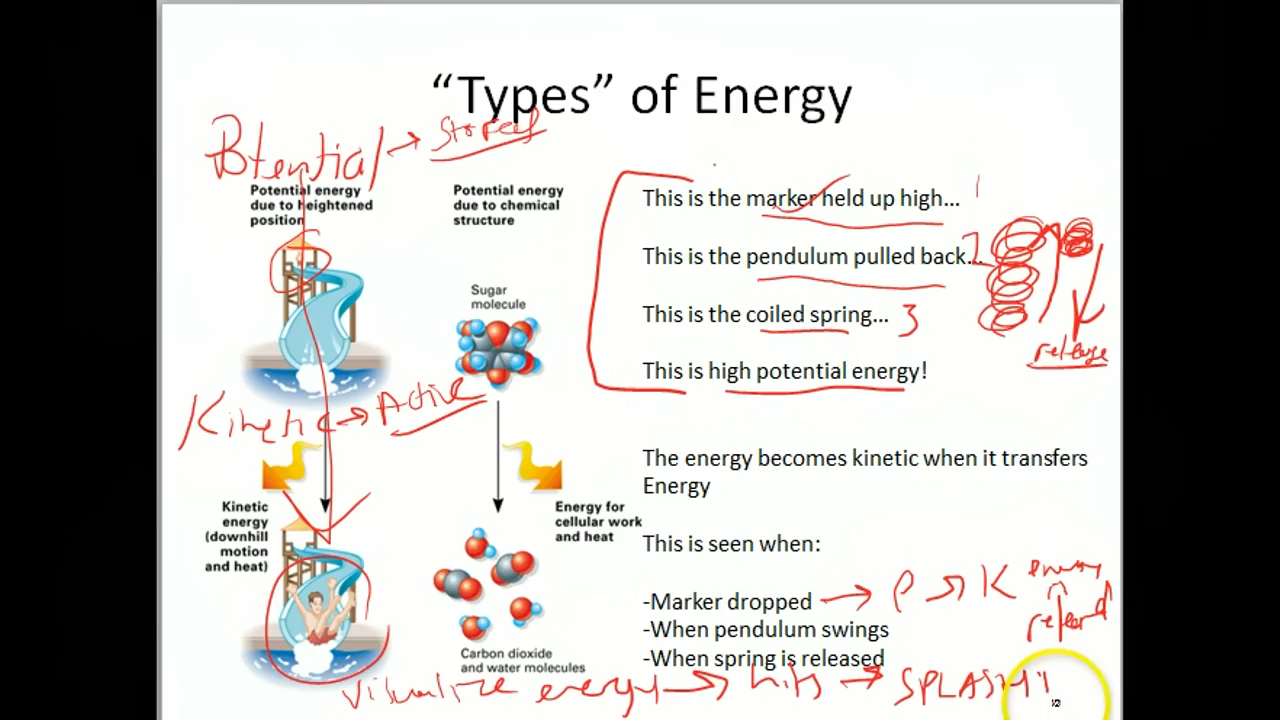 “Types” of Energy
Potential → Stored
Potential energy
due to heightened
position
Potential energy
due to chemical
structure
Sugar
molecule
This is the marker held up high... 1
This is the pendulum pulled back... 2
This is the coiled spring... 3
release
This is high potential energy!
Kinetic → Active
The energy becomes kinetic when it transfers
Energy
Kinetic
energy
(downhill
motion
and heat)
Energy for
cellular work
and heat
This is seen when:
-Marker dropped → P → K energy
-When pendulum swings
-When spring is released
Carbon dioxide
and water molecules
Visualize energy → hits → SPLASH